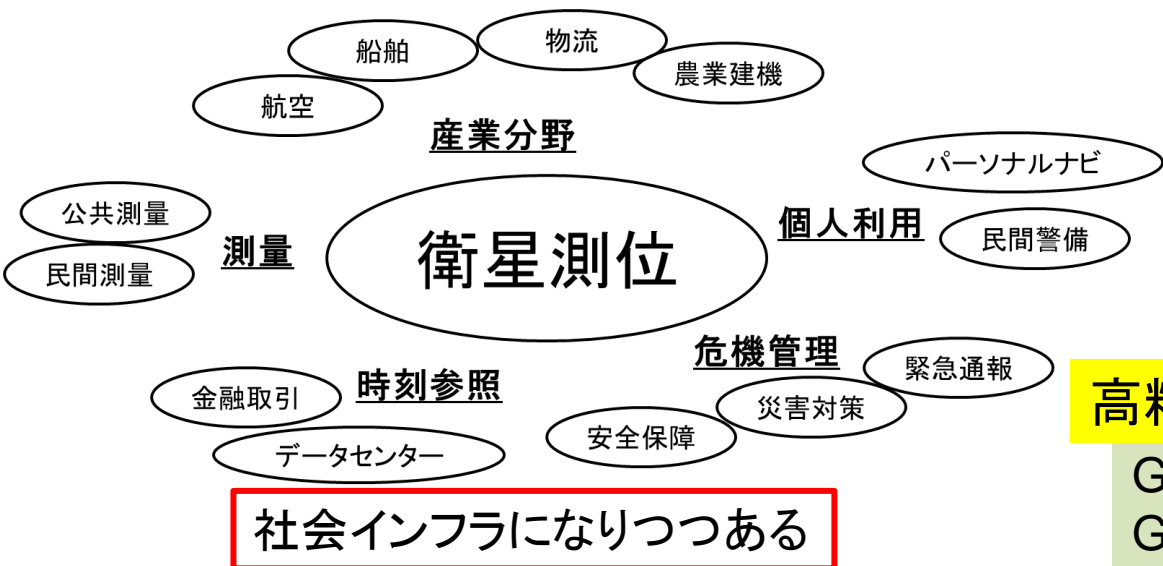 船舶
物流
農業建機
航空
産業分野
パーソナルナビ
公共測量
民間測量
測量
衛星測位
個人利用
民間警備
危機管理
緊急通報
災害対策
安全保障
時刻参照
金融取引
データセンター
社会インフラになりつつある
高
G
G